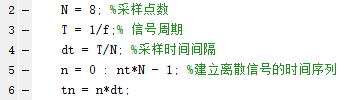 2 - N = 8; %采样点数
3 - T = 1/f;% 信号周期
4 - dt = T/N; %采样时间间隔
5 - n = 0 : nt*N - 1; %建立离散信号的时间序列
6 - tn = n*dt;